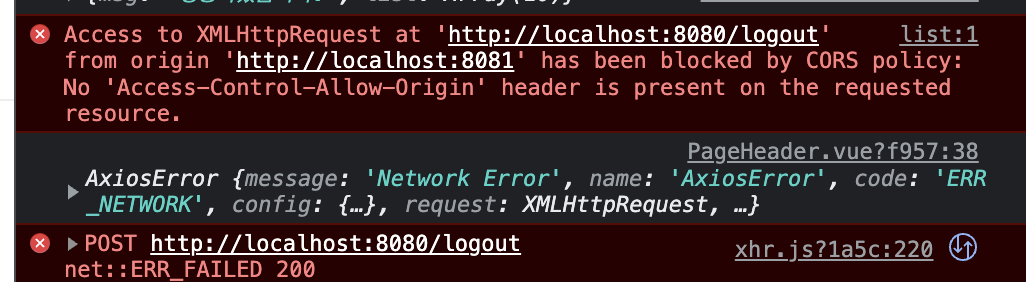 Access to XMLHttpRequest at 'http://localhost:8080/logout' list:1
from origin 'http://localhost:8081' has been blocked by CORS policy:
No 'Access-Control-Allow-Origin' header is present on the requested
resource.
PageHeader.vue?f957:38
AxiosError {message: 'Network Error', name: 'AxiosError', code: 'ERR
_NETWORK', config: {…}, request: XMLHttpRequest, …}
POST http://localhost:8080/logout xhr.js?1a5c:220
net::ERR_FAILED 200